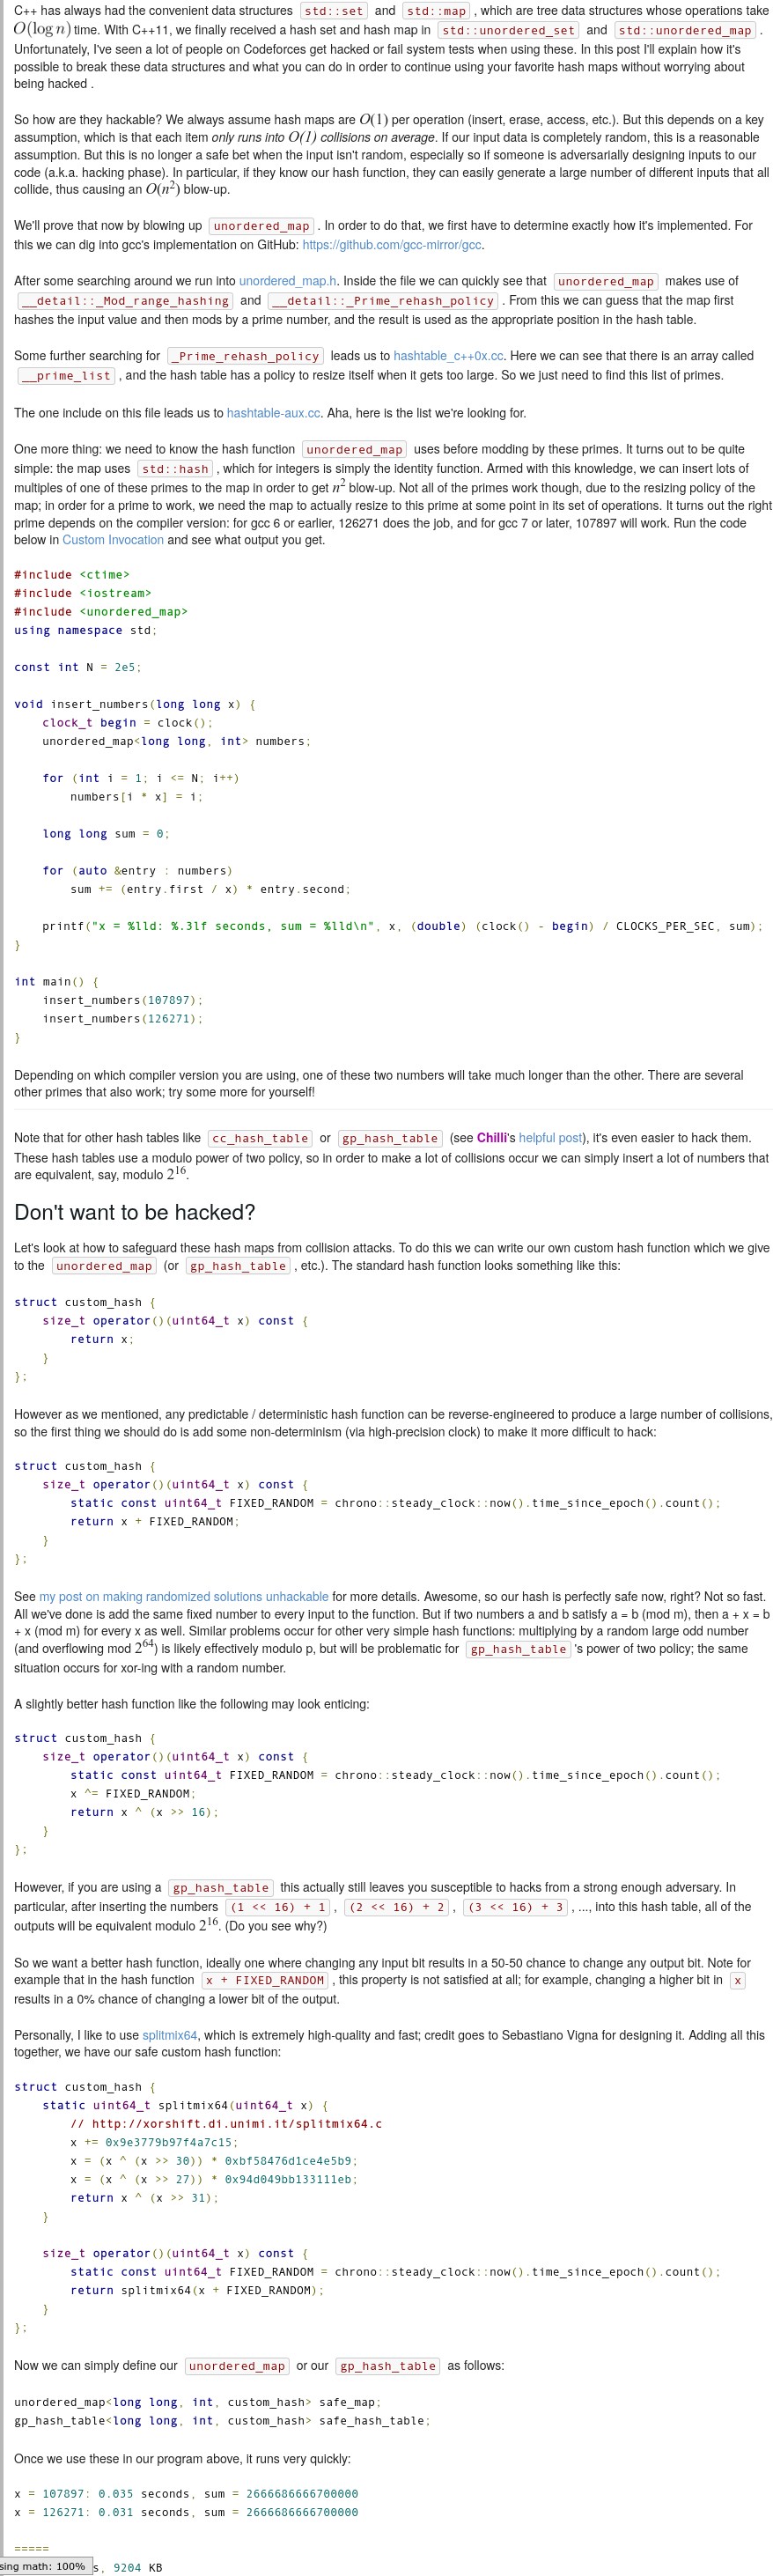 C++ has always had the convenient data structures std::set and std::map , which are tree data structures whose operations take
O(log n) time. With C++11, we finally received a hash set and hash map in std::unordered_set and std::unordered_map .
Unfortunately, I've seen a lot of people on Codeforces get hacked or fail system tests when using these. In this post I'll explain how it's
possible to break these data structures and what you can do in order to continue using your favorite hash maps without worrying about
being hacked .
So how are they hackable? We always assume hash maps are O(1) per operation (insert, erase, access, etc.). But this depends on a key
assumption, which is that each item only runs into O(1) collisions on average. If our input data is completely random, this is a reasonable
assumption. But this is no longer a safe bet when the input isn't random, especially so if someone is adversarially designing inputs to our
code (a.k.a. hacking phase). In particular, if they know our hash function, they can easily generate a large number of different inputs that all
collide, thus causing an O(n²) blow-up.
We'll prove that now by blowing up unordered_map . In order to do that, we first have to determine exactly how it's implemented. For
this we can dig into gcc's implementation on GitHub: https://github.com/gcc-mirror/gcc.
After some searching around we run into unordered_map.h. Inside the file we can quickly see that unordered_map makes use of
__detail::_Mod_range_hashing and __detail::_Prime_rehash_policy . From this we can guess that the map first
hashes the input value and then mods by a prime number, and the result is used as the appropriate position in the hash table.
Some further searching for _Prime_rehash_policy leads us to hashtable_c++0x.cc. Here we can see that there is an array called
__prime_list , and the hash table has a policy to resize itself when it gets too large. So we just need to find this list of primes.
The one include on this file leads us to hashtable-aux.cc. Aha, here is the list we're looking for.
One more thing: we need to know the hash function unordered_map uses before modding by these primes. It turns out to be quite
simple: the map uses std::hash , which for integers is simply the identity function. Armed with this knowledge, we can insert lots of
multiples of one of these primes to the map in order to get n² blow-up. Not all of the primes work though, due to the resizing policy of the
map; in order for a prime to work, we need the map to actually resize to this prime at some point in its set of operations. It turns out the right
prime depends on the compiler version: for gcc 6 or earlier, 126271 does the job, and for gcc 7 or later, 107897 will work. Run the code
below in Custom Invocation and see what output you get.
#include <ctime>
#include <iostream>
#include <unordered_map>
using namespace std;
const int N = 2e5;
void insert_numbers(long long x) {
clock_t begin = clock();
unordered_map<long long, int> numbers;
for (int i = 1; i <= N; i++)
numbers[i * x] = i;
long long sum = 0;
for (auto &entry : numbers)
sum += (entry.first / x) * entry.second;
printf("x = %lld: %.3lf seconds, sum = %lld\n", x, (double) (clock() - begin) / CLOCKS_PER_SEC, sum);
}
int main() {
insert_numbers(107897);
insert_numbers(126271);
}
Depending on which compiler version you are using, one of these two numbers will take much longer than the other. There are several
other primes that also work; try some more for yourself!
Note that for other hash tables like cc_hash_table or gp_hash_table (see Chilli's helpful post), it's even easier to hack them.
These hash tables use a modulo power of two policy, so in order to make a lot of collisions occur we can simply insert a lot of numbers that
are equivalent, say, modulo 2¹⁶.
Don't want to be hacked?
Let's look at how to safeguard these hash maps from collision attacks. To do this we can write our own custom hash function which we give
to the unordered_map (or gp_hash_table , etc.). The standard hash function looks something like this:
struct custom_hash {
size_t operator()(uint64_t x) const {
return x;
}
};
However as we mentioned, any predictable / deterministic hash function can be reverse-engineered to produce a large number of collisions,
so the first thing we should do is add some non-determinism (via high-precision clock) to make it more difficult to hack:
struct custom_hash {
size_t operator()(uint64_t x) const {
static const uint64_t FIXED_RANDOM = chrono::steady_clock::now().time_since_epoch().count();
return x + FIXED_RANDOM;
}
};
See my post on making randomized solutions unhackable for more details. Awesome, so our hash is perfectly safe now, right? Not so fast.
All we've done is add the same fixed number to every input to the function. But if two numbers a and b satisfy a = b (mod m), then a + x = b
+ x (mod m) for every x as well. Similar problems occur for other very simple hash functions: multiplying by a random large odd number
(and overflowing mod 2⁶⁴) is likely effectively modulo p, but will be problematic for gp_hash_table 's power of two policy; the same
situation occurs for xor-ing with a random number.
A slightly better hash function like the following may look enticing:
struct custom_hash {
size_t operator()(uint64_t x) const {
static const uint64_t FIXED_RANDOM = chrono::steady_clock::now().time_since_epoch().count();
x ^= FIXED_RANDOM;
return x ^ (x >> 16);
}
};
However, if you are using a gp_hash_table this actually still leaves you susceptible to hacks from a strong enough adversary. In
particular, after inserting the numbers (1 << 16) + 1 , (2 << 16) + 2 , (3 << 16) + 3 , ..., into this hash table, all of the
outputs will be equivalent modulo 2¹⁶. (Do you see why?)
So we want a better hash function, ideally one where changing any input bit results in a 50-50 chance to change any output bit. Note for
example that in the hash function x + FIXED_RANDOM , this property is not satisfied at all; for example, changing a higher bit in x
results in a 0% chance of changing a lower bit of the output.
Personally, I like to use splitmix64, which is extremely high-quality and fast; credit goes to Sebastiano Vigna for designing it. Adding all this
together, we have our safe custom hash function:
struct custom_hash {
static uint64_t splitmix64(uint64_t x) {
// http://xorshift.di.unimi.it/splitmix64.c
x += 0x9e3779b97f4a7c15;
x = (x ^ (x >> 30)) * 0xbf58476d1ce4e5b9;
x = (x ^ (x >> 27)) * 0x94d049bb133111eb;
return x ^ (x >> 31);
}
size_t operator()(uint64_t x) const {
static const uint64_t FIXED_RANDOM = chrono::steady_clock::now().time_since_epoch().count();
return splitmix64(x + FIXED_RANDOM);
}
};
Now we can simply define our unordered_map or our gp_hash_table as follows:
unordered_map<long long, int, custom_hash> safe_map;
gp_hash_table<long long, int, custom_hash> safe_hash_table;
Once we use these in our program above, it runs very quickly:
x = 107897: 0.035 seconds, sum = 2666686666700000
x = 126271: 0.031 seconds, sum = 2666686666700000
=====
sing math: 100% s, 9204 KB